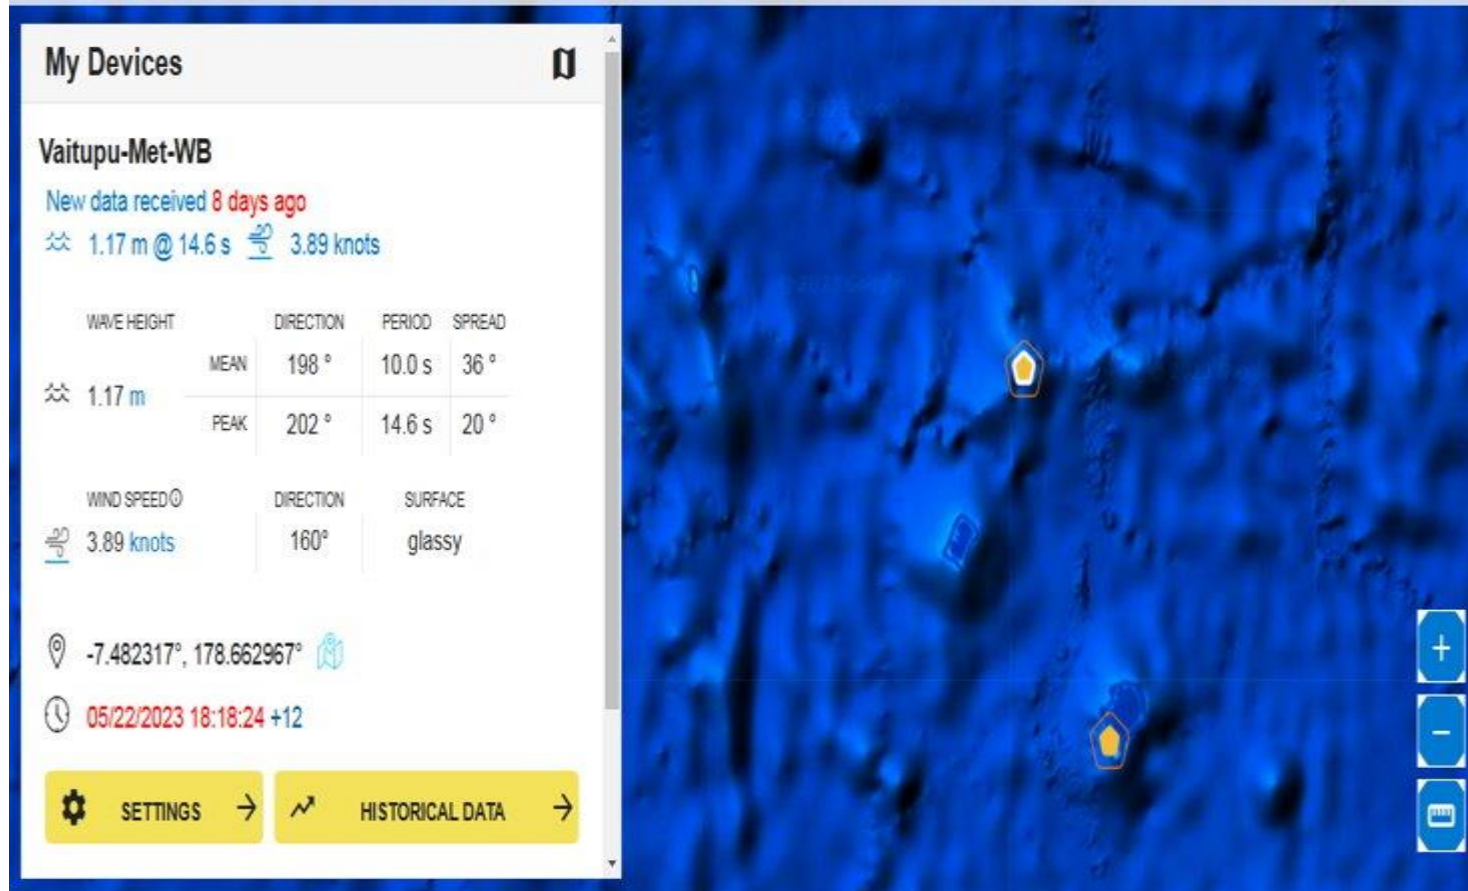 My Devices
Vaitupu-Met-WB
New data received 8 days ago
1.17 m @ 14.6 s 3.89 knots
WAVE HEIGHT DIRECTION PERIOD SPREAD
MEAN 198 ° 10.0 s 36 °
1.17 m
PEAK 202 ° 14.6 s 20 °
WIND SPEED DIRECTION SURFACE
3.89 knots 160° glassy
-7.482317°, 178.662967°
05/22/2023 18:18:24 +12
SETTINGS → HISTORICAL DATA →
+
−